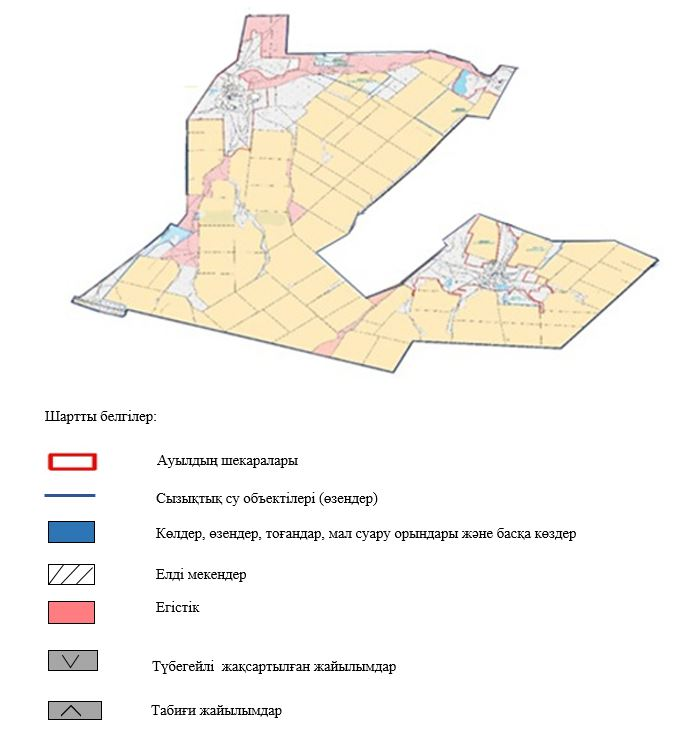 Шартты белгілер:
Ауылдың шекаралары
Сызықтық су объектілері (өзендер)
Көлдер, өзендер, тоғандар, мал суару орындары және басқа көздер
Елді мекендер
Егістік
Түбегейлі жақсартылған жайылымдар
Табиғи жайылымдар